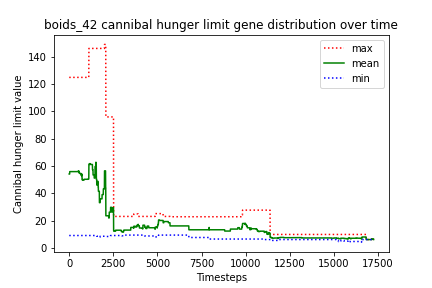 boids_42 cannibal hunger limit gene distribution over time
max
mean
min
Cannibal hunger limit value
140
120
100
80
60
40
20
0
0 2500 5000 7500 10000 12500 15000 17500
Timesteps